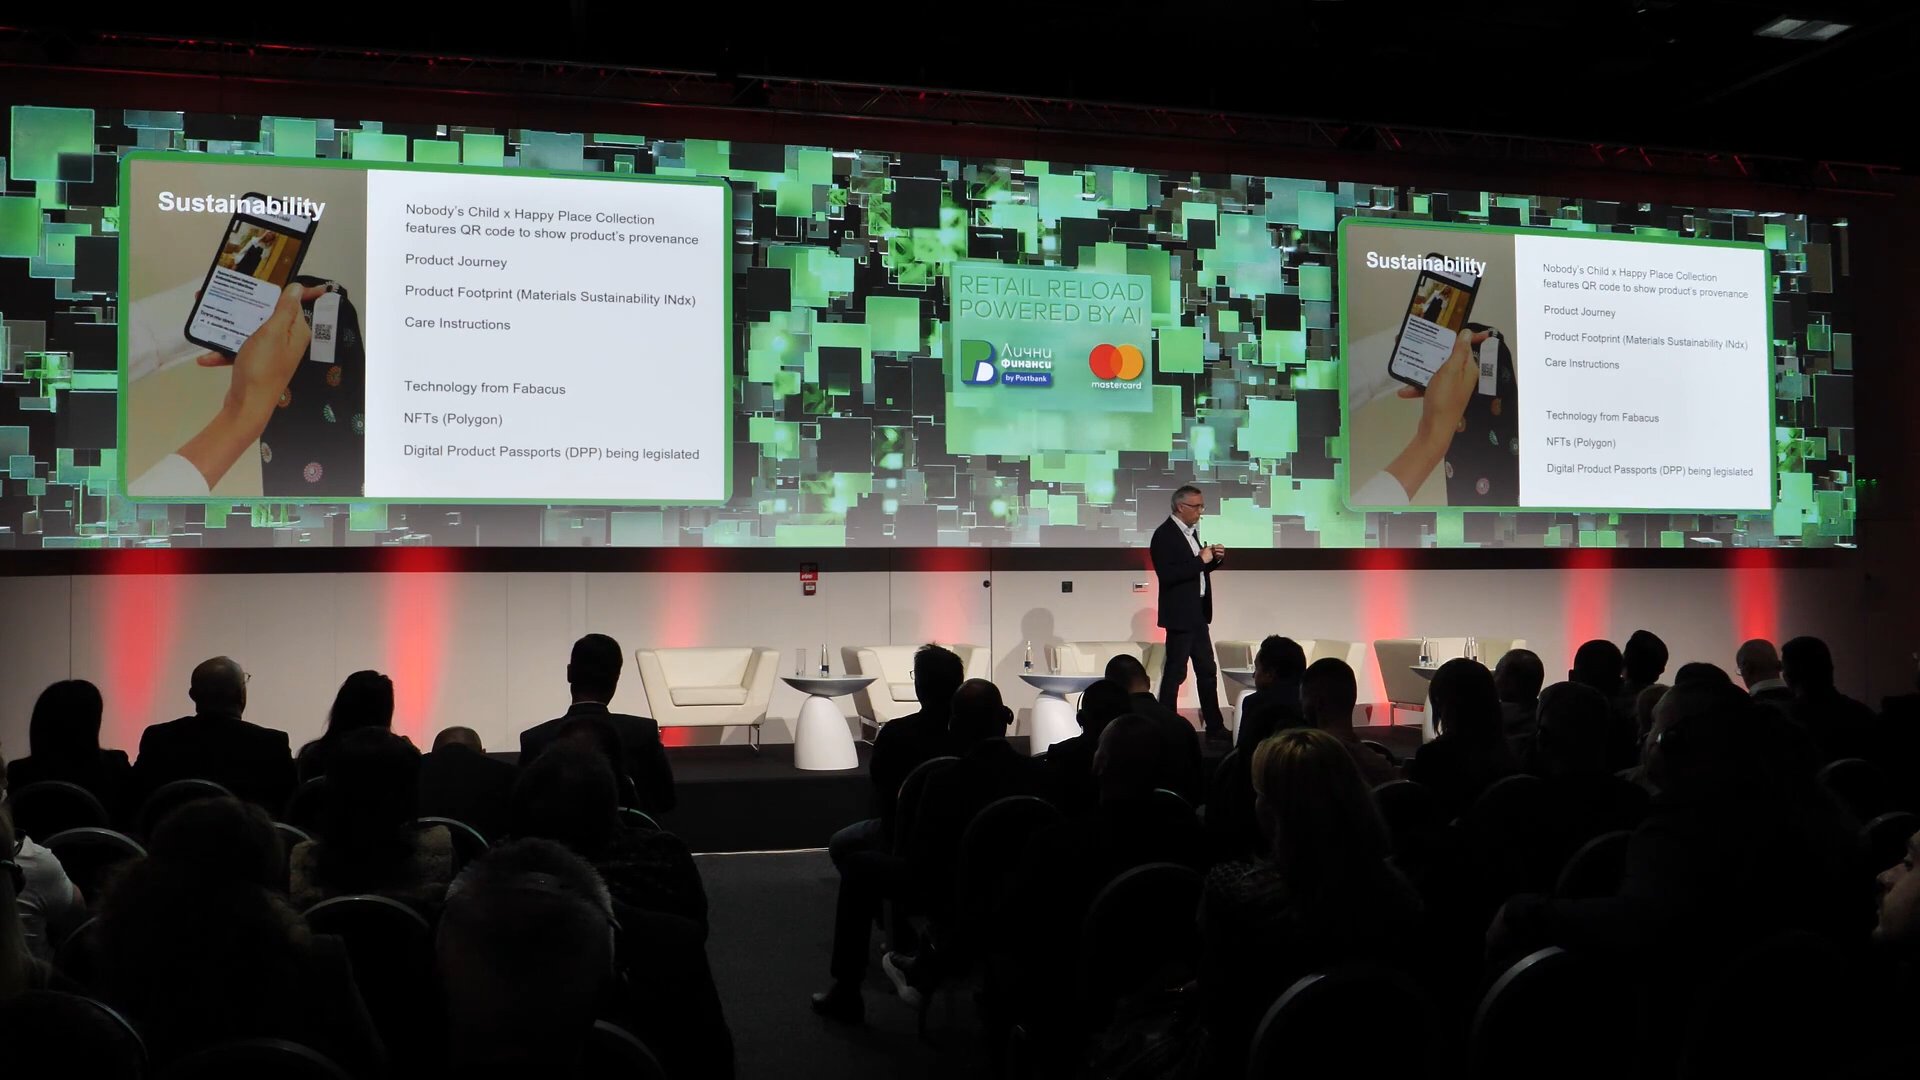 Sustainability
Nobody's Child x Happy Place Collection
features QR code to show product's provenance
Product Journey
Product Footprint (Materials Sustainability INdx)
Care Instructions
Technology from Fabacus
NFTs (Polygon)
Digital Product Passports (DPP) being legislated
RETAIL RELOAD
POWERED BY AI
Лични
Финанси
by Postbank
mastercard
Sustainability
Nobody's Child x Happy Place Collection
features QR code to show product's provenance
Product Journey
Product Footprint (Materials Sustainability INdx)
Care Instructions
Technology from Fabacus
NFTs (Polygon)
Digital Product Passports (DPP) being legislated